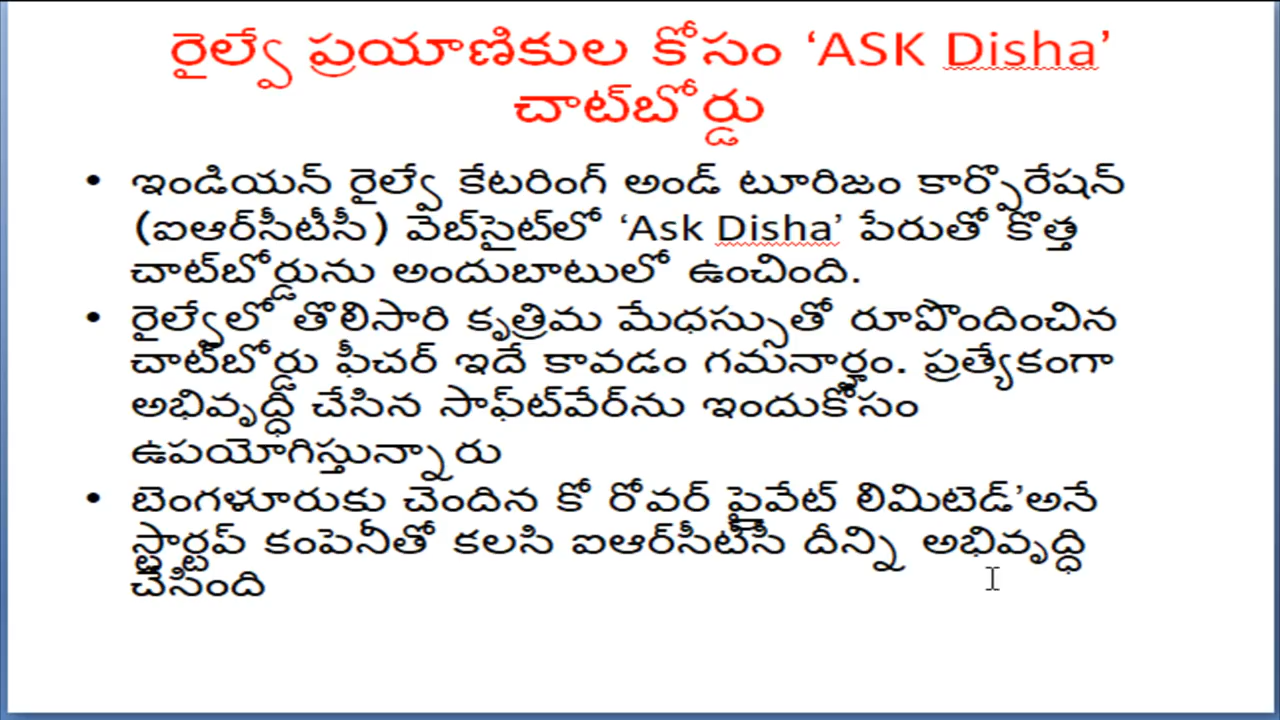 రైల్వే ప్రయాణికుల కోసం ‘ASK Disha’
చాట్‌బోర్డు
• ఇండియన్ రైల్వే కేటరింగ్ అండ్ టూరిజం కార్పొరేషన్
(ఐఆర్‌సీటీసీ) వెబ్‌సైట్‌లో ‘Ask Disha’ పేరుతో కొత్త
చాట్‌బోర్డును అందుబాటులో ఉంచింది.
• రైల్వేలో తొలిసారి కృత్రిమ మేధస్సుతో రూపొందించిన
చాట్‌బోర్డు ఫీచర్ ఇదే కావడం గమనార్హం. ప్రత్యేకంగా
అభివృద్ధి చేసిన సాఫ్ట్‌వేర్‌ను ఇందుకోసం
ఉపయోగిస్తున్నారు
• బెంగళూరుకు చెందిన కో రోవర్ ప్రైవేట్ లిమిటెడ్’అనే
స్టార్టప్ కంపెనీతో కలసి ఐఆర్‌సీటీసీ దీన్ని అభివృద్ధి
చేసింది